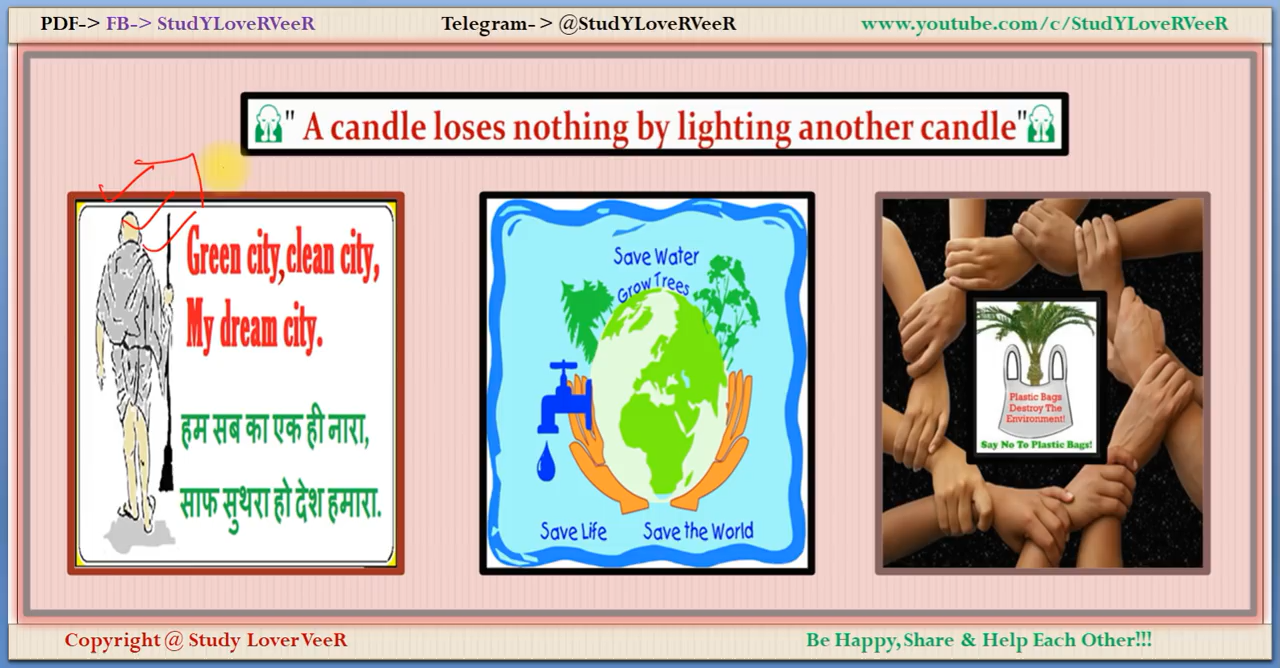 PDF-> FB-> StudYLoveRVeeR
Telegram- > @StudYLoveRVeeR
www.youtube.com/c/StudYLoveRVeeR
" A candle loses nothing by lighting another candle"
Green city, clean city,
My dream city.
हम सब का एक ही नारा,
साफ सुथरा हो देश हमारा.
Save Water
Grow Trees
Save Life
Save the World
Plastic Bags
Destroy The
Environment!
Say No To Plastic Bags!
Copyright @ Study LoverVeeR
Be Happy, Share & Help Each Other!!!